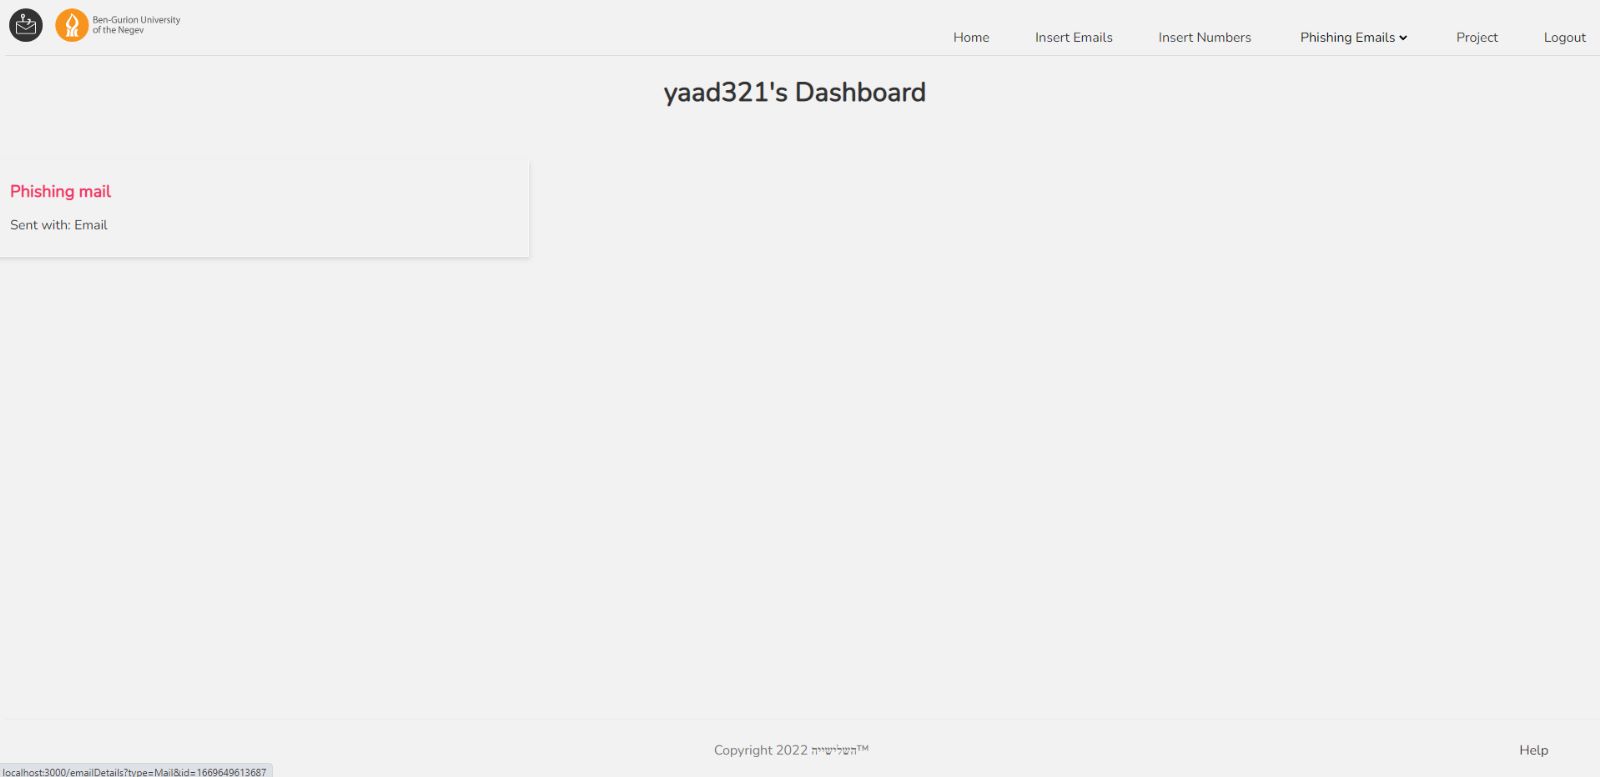 Ben-Gurion University
of the Negev
Home Insert Emails Insert Numbers Phishing Emails Project Logout
yaad321's Dashboard
Phishing mail
Sent with: Email
Copyright 2022 השלישייה™
Help
localhost:3000/emailDetails?type=Mail&id=1669649613687